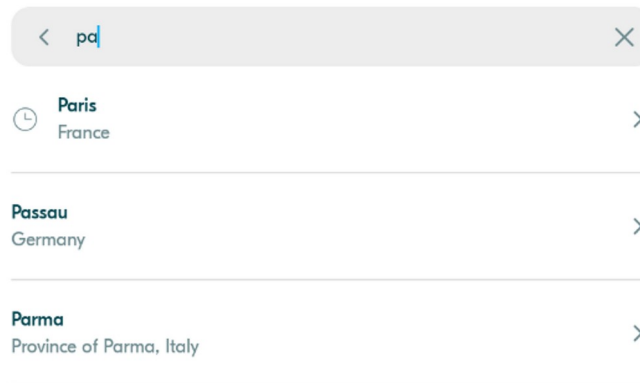 pa
Paris
France
Passau
Germany
Parma
Province of Parma, Italy